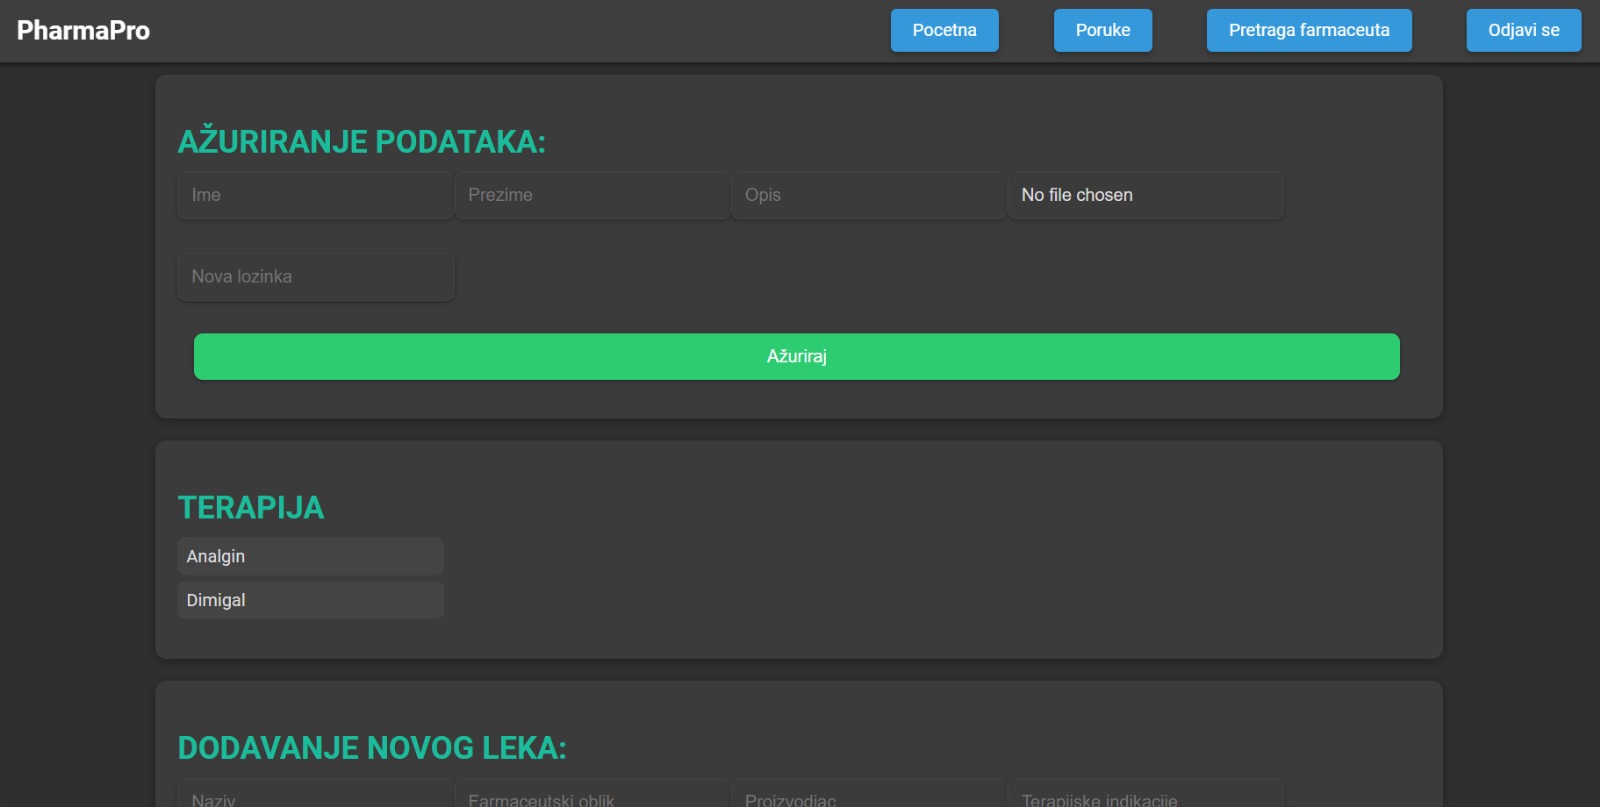 PharmaPro
Pocetna
Poruke
Pretraga farmaceuta
Odjavi se
AŽURIRANJE PODATAKA:
Ime
Prezime
Opis
No file chosen
Nova lozinka
Ažuriraj
TERAPIJA
Analgin
Dimigal
DODAVANJE NOVOG LEKA:
Naziv
Farmaceutski oblik
Proizvodjac
Terapijske indikacije